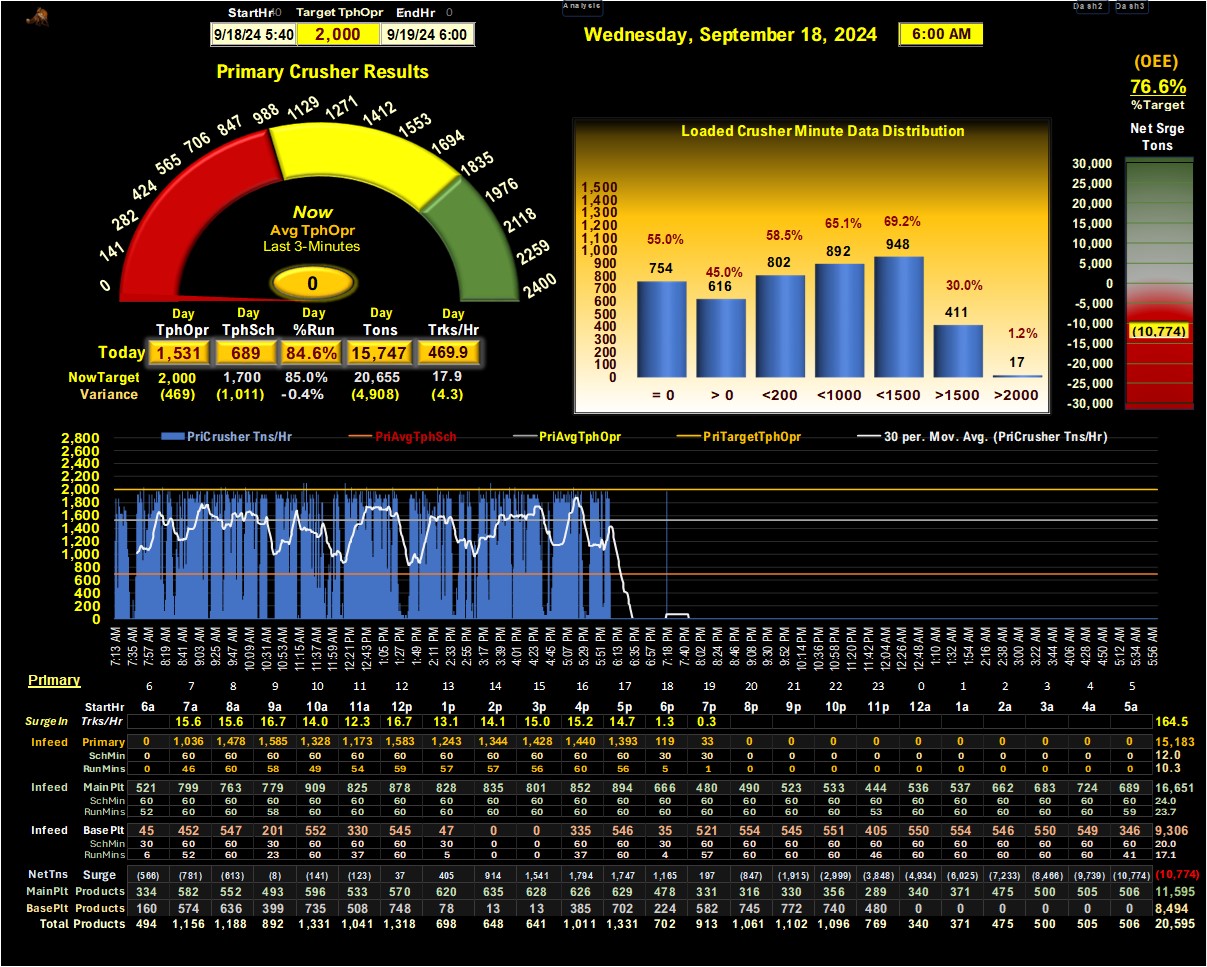 Analysis
Dash2 Dash3
StartHr 40 Target TphOpr EndHr 0
9/18/24 5:40 2,000 9/19/24 6:00
Wednesday, September 18, 2024 6:00 AM
Primary Crusher Results
0 141 282 424 565 706 847 988 1129 1271 1412 1553 1694 1835 1976 2118 2259 2400
Now
Avg TphOpr
Last 3-Minutes
0
Day Day Day Day Day
TphOpr TphSch %Run Tons Trks/Hr
Today 1,531 689 84.6% 15,747 469.9
NowTarget 2,000 1,700 85.0% 20,655 17.9
Variance (469) (1,011) -0.4% (4,908) (4.3)
Loaded Crusher Minute Data Distribution
1,500
1,400
1,300
1,200
1,100
1,000
900
800
700
600
500
400
300
200
100
0
55.0% 45.0% 58.5% 65.1% 69.2% 30.0% 1.2%
754 616 802 892 948 411 17
= 0 > 0 <200 <1000 <1500 >1500 >2000
(OEE)
76.6%
%Target
Net Srge
Tons
30,000
25,000
20,000
15,000
10,000
5,000
0
-5,000
-10,000
-15,000
-20,000
-25,000
-30,000
(10,774)
PriCrusher Tns/Hr PriAvgTphSch PriAvgTphOpr PriTargetTphOpr 30 per. Mov. Avg. (PriCrusher Tns/Hr)
2,800
2,600
2,400
2,200
2,000
1,800
1,600
1,400
1,200
1,000
800
600
400
200
0
7:13 AM 7:35 AM 7:57 AM 8:19 AM 8:41 AM 9:03 AM 9:25 AM 9:47 AM 10:09 AM 10:31 AM 10:53 AM 11:15 AM 11:37 AM 11:59 AM 12:21 PM 12:43 PM 1:05 PM 1:27 PM 1:49 PM 2:11 PM 2:33 PM 2:55 PM 3:17 PM 3:39 PM 4:01 PM 4:23 PM 4:45 PM 5:07 PM 5:29 PM 5:51 PM 6:13 PM 6:35 PM 6:57 PM 7:18 PM 7:40 PM 8:02 PM 8:24 PM 8:46 PM 9:08 PM 9:30 PM 9:52 PM 10:14 PM 10:36 PM 10:58 PM 11:20 PM 11:42 PM 12:04 AM 12:26 AM 12:48 AM 1:10 AM 1:32 AM 1:54 AM 2:16 AM 2:38 AM 3:00 AM 3:22 AM 3:44 AM 4:06 AM 4:28 AM 4:50 AM 5:12 AM 5:34 AM 5:56 AM
Primary
6 7 8 9 10 11 12 13 14 15 16 17 18 19 20 21 22 23 0 1 2 3 4 5
StartHr 6a 7a 8a 9a 10a 11a 12p 1p 2p 3p 4p 5p 6p 7p 8p 9p 10p 11p 12a 1a 2a 3a 4a 5a
SurgeIn Trks/Hr 15.6 15.6 16.7 14.0 12.3 16.7 13.1 14.1 15.0 15.2 14.7 1.3 0.3 164.5
Infeed Primary 0 1,036 1,478 1,585 1,328 1,173 1,583 1,243 1,344 1,428 1,440 1,393 119 33 0 0 0 0 0 0 0 0 0 0 15,183
SchMin 0 60 60 60 60 60 60 60 60 60 60 60 30 30 0 0 0 0 0 0 0 0 0 0 12.0
RunMins 0 46 60 58 49 54 59 57 57 56 60 56 5 1 0 0 0 0 0 0 0 0 0 0 10.3
Infeed MainPlt 521 799 763 779 909 825 878 828 835 801 852 894 666 480 490 523 533 444 536 537 662 683 724 689 16,651
SchMin 60 60 60 60 60 60 60 60 60 60 60 60 60 60 60 60 60 60 60 60 60 60 60 60 24.0
RunMins 52 60 60 58 60 60 60 60 60 60 60 60 60 60 60 60 60 53 60 60 60 60 60 59 23.7
Infeed BasePlt 45 452 547 201 552 330 545 47 0 0 335 546 35 521 554 545 551 405 550 554 546 550 549 346 9,306
SchMin 30 60 60 30 60 60 60 30 0 0 60 60 60 60 60 60 60 60 60 60 60 60 60 60 20.0
RunMins 6 52 60 23 60 37 60 5 0 0 37 60 4 57 60 60 60 46 60 60 60 60 60 41 17.1
NetTns Surge (566) (781) (613) (8) (141) (123) 37 405 914 1,541 1,794 1,747 1,165 197 (847) (1,915) (2,999) (3,848) (4,934) (6,025) (7,233) (8,466) (9,739) (10,774) (10,774)
MainPlt Products 334 582 552 493 596 533 570 620 635 628 626 629 478 331 316 330 356 289 340 371 475 500 505 506 11,595
BasePlt Products 160 574 636 399 735 508 748 78 13 13 385 702 224 582 745 772 740 480 0 0 0 0 0 0 8,494
Total Products 494 1,156 1,188 892 1,331 1,041 1,318 698 648 641 1,011 1,331 702 913 1,061 1,102 1,096 769 340 371 475 500 505 506 20,595